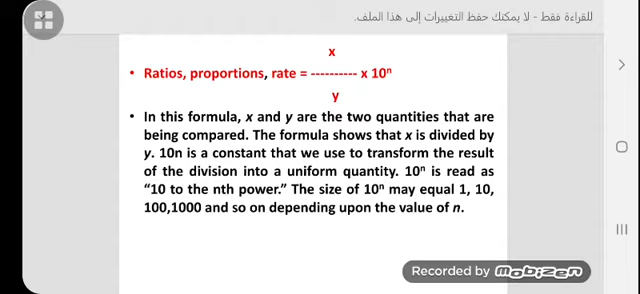 للقراءة فقط - لا يمكنك حفظ التغييرات إلى هذا الملف.
x
• Ratios, proportions, rate = ---------- x 10ⁿ
y
• In this formula, x and y are the two quantities that are
being compared. The formula shows that x is divided by
y. 10n is a constant that we use to transform the result
of the division into a uniform quantity. 10ⁿ is read as
“10 to the nth power.” The size of 10ⁿ may equal 1, 10,
100,1000 and so on depending upon the value of n.
Recorded by mobizen